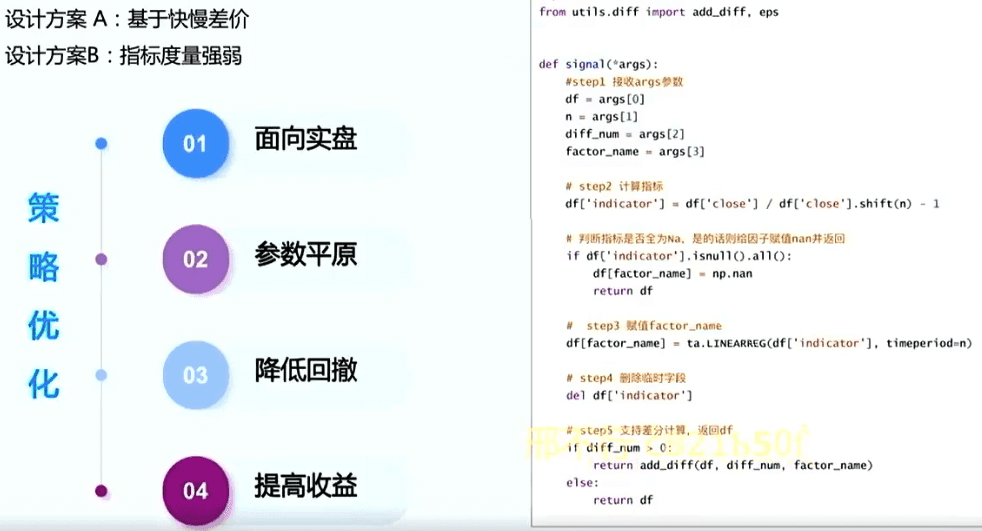 设计方案 A：基于快慢差价
设计方案B：指标度量强弱
策略优化
01 面向实盘
02 参数平原
03 降低回撤
04 提高收益
from utils.diff import add_diff, eps
def signal(*args):
#step1 接收args参数
df = args[0]
n = args[1]
diff_num = args[2]
factor_name = args[3]
# step2 计算指标
df['indicator'] = df['close'] / df['close'].shift(n) - 1
# 判断指标是否全为Na, 是的话则给因子赋值nan并返回
if df['indicator'].isnull().all():
df[factor_name] = np.nan
return df
# step3 赋值factor_name
df[factor_name] = ta.LINEARREG(df['indicator'], timeperiod=n)
# step4 删除临时字段
del df['indicator']
# step5 支持差分计算, 返回df
if diff_num > 0:
return add_diff(df, diff_num, factor_name)
else:
return df